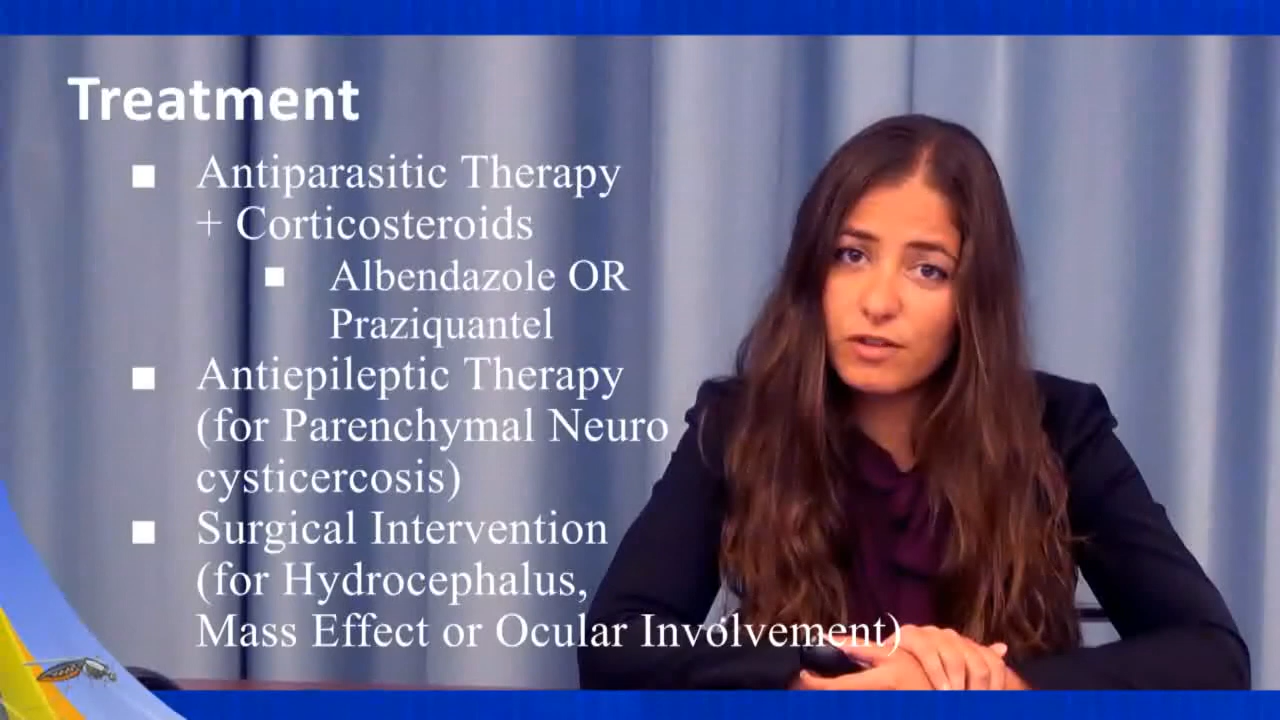 Treatment
■ Antiparasitic Therapy
+ Corticosteroids
■ Albendazole OR
Praziquantel
■ Antiepileptic Therapy
(for Parenchymal Neuro
cysticercosis)
■ Surgical Intervention
(for Hydrocephalus,
Mass Effect or Ocular Involvement)